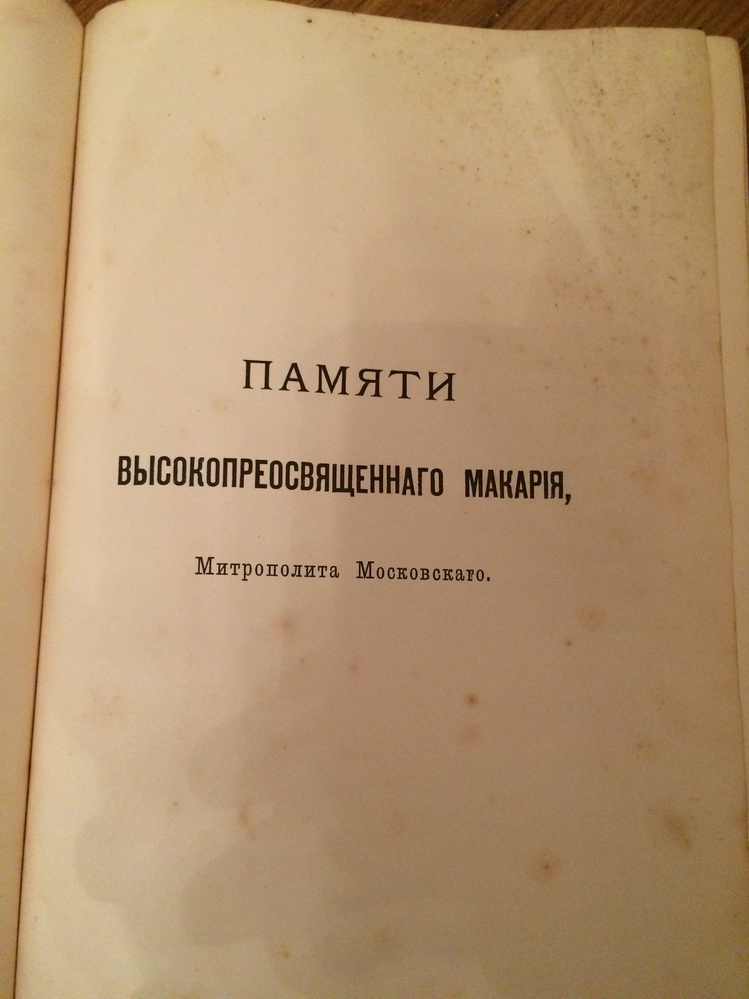 ПАМЯТИ
ВЫСОКОПРЕОСВЯЩЕННАГО МАКАРІЯ,
Митрополита Московскаго.